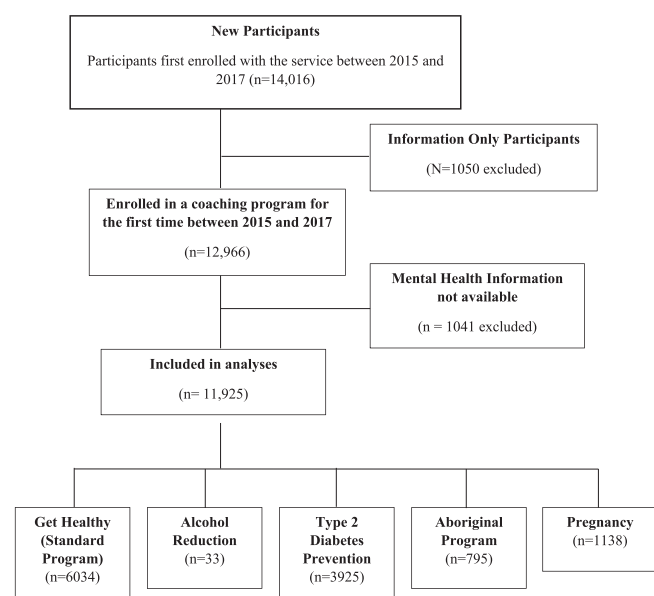 New Participants
Participants first enrolled with the service between 2015 and
2017 (n=14,016)
Information Only Participants
(N=1050 excluded)
Enrolled in a coaching program for
the first time between 2015 and 2017
(n=12,966)
Mental Health Information
not available
(n = 1041 excluded)
Included in analyses
(n= 11,925)
Get Healthy
(Standard
Program)
(n=6034)
Alcohol
Reduction
(n=33)
Type 2
Diabetes
Prevention
(n=3925)
Aboriginal
Program
(n=795)
Pregnancy
(n=1138)